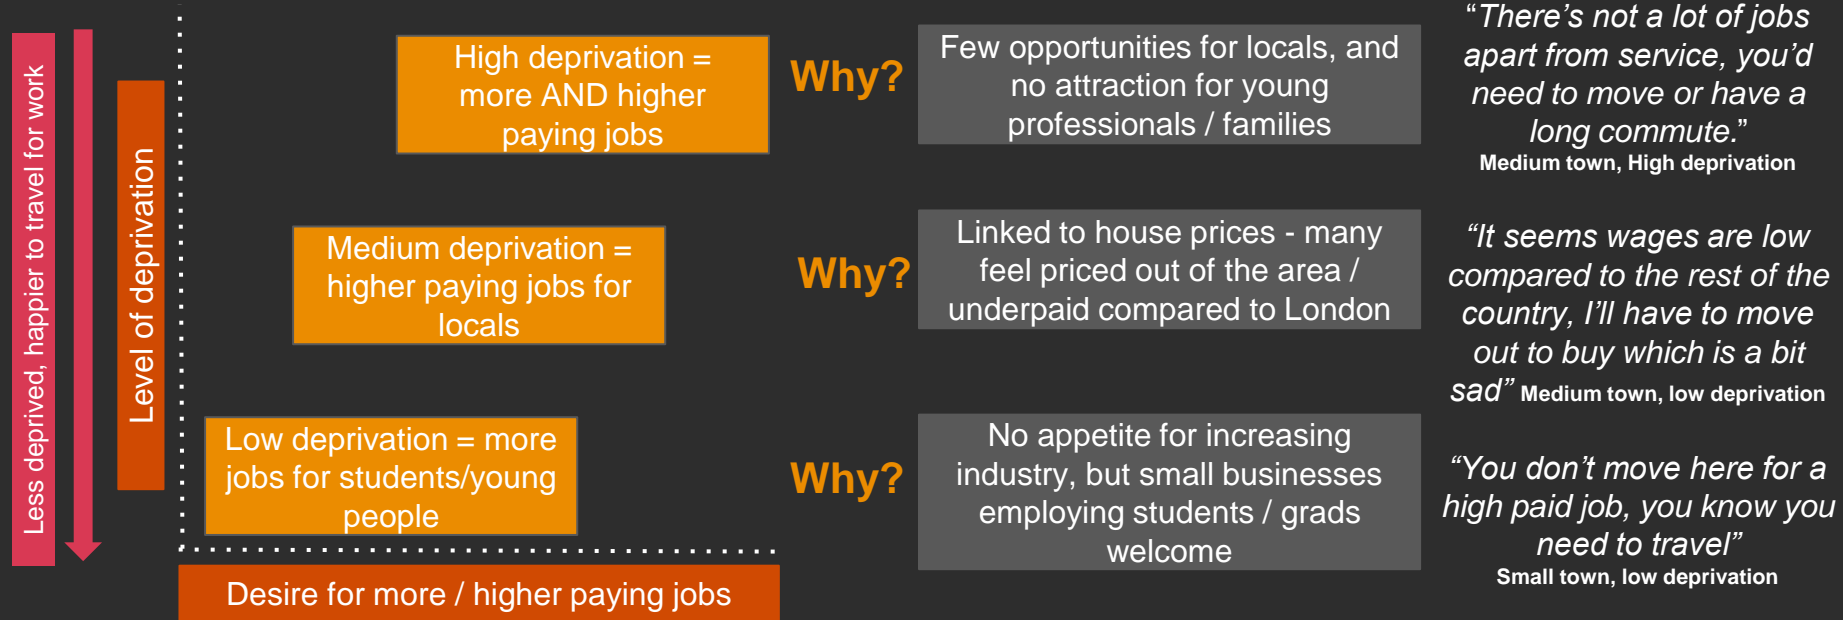 Less deprived, happier to travel for work
Level of deprivation
High deprivation =
more AND higher
paying jobs
Why?
Few opportunities for locals, and
no attraction for young
professionals / families
“There’s not a lot of jobs
apart from service, you’d
need to move or have a
long commute.”
Medium town, High deprivation
Medium deprivation =
higher paying jobs for
locals
Why?
Linked to house prices - many
feel priced out of the area /
underpaid compared to London
“It seems wages are low
compared to the rest of the
country, I’ll have to move
out to buy which is a bit
sad” Medium town, low deprivation
Low deprivation = more
jobs for students/young
people
Why?
No appetite for increasing
industry, but small businesses
employing students / grads
welcome
“You don’t move here for a
high paid job, you know you
need to travel”
Small town, low deprivation
Desire for more / higher paying jobs